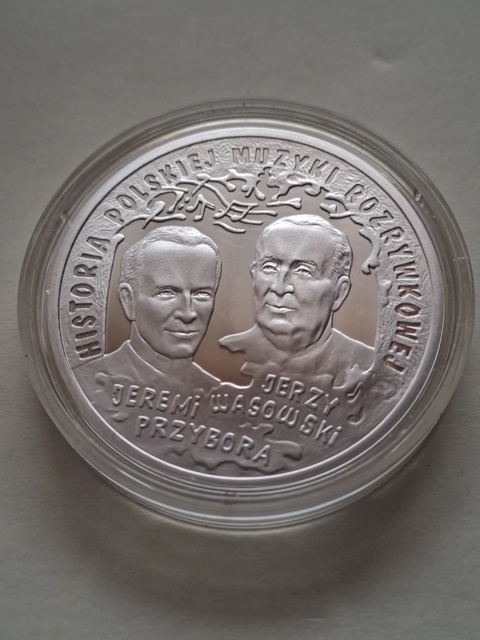 HISTORIA POLSKIEJ MUZYKI ROZRYWKOWEJ
JERZY
JEREMI WASOWSKI
PRZYBORA